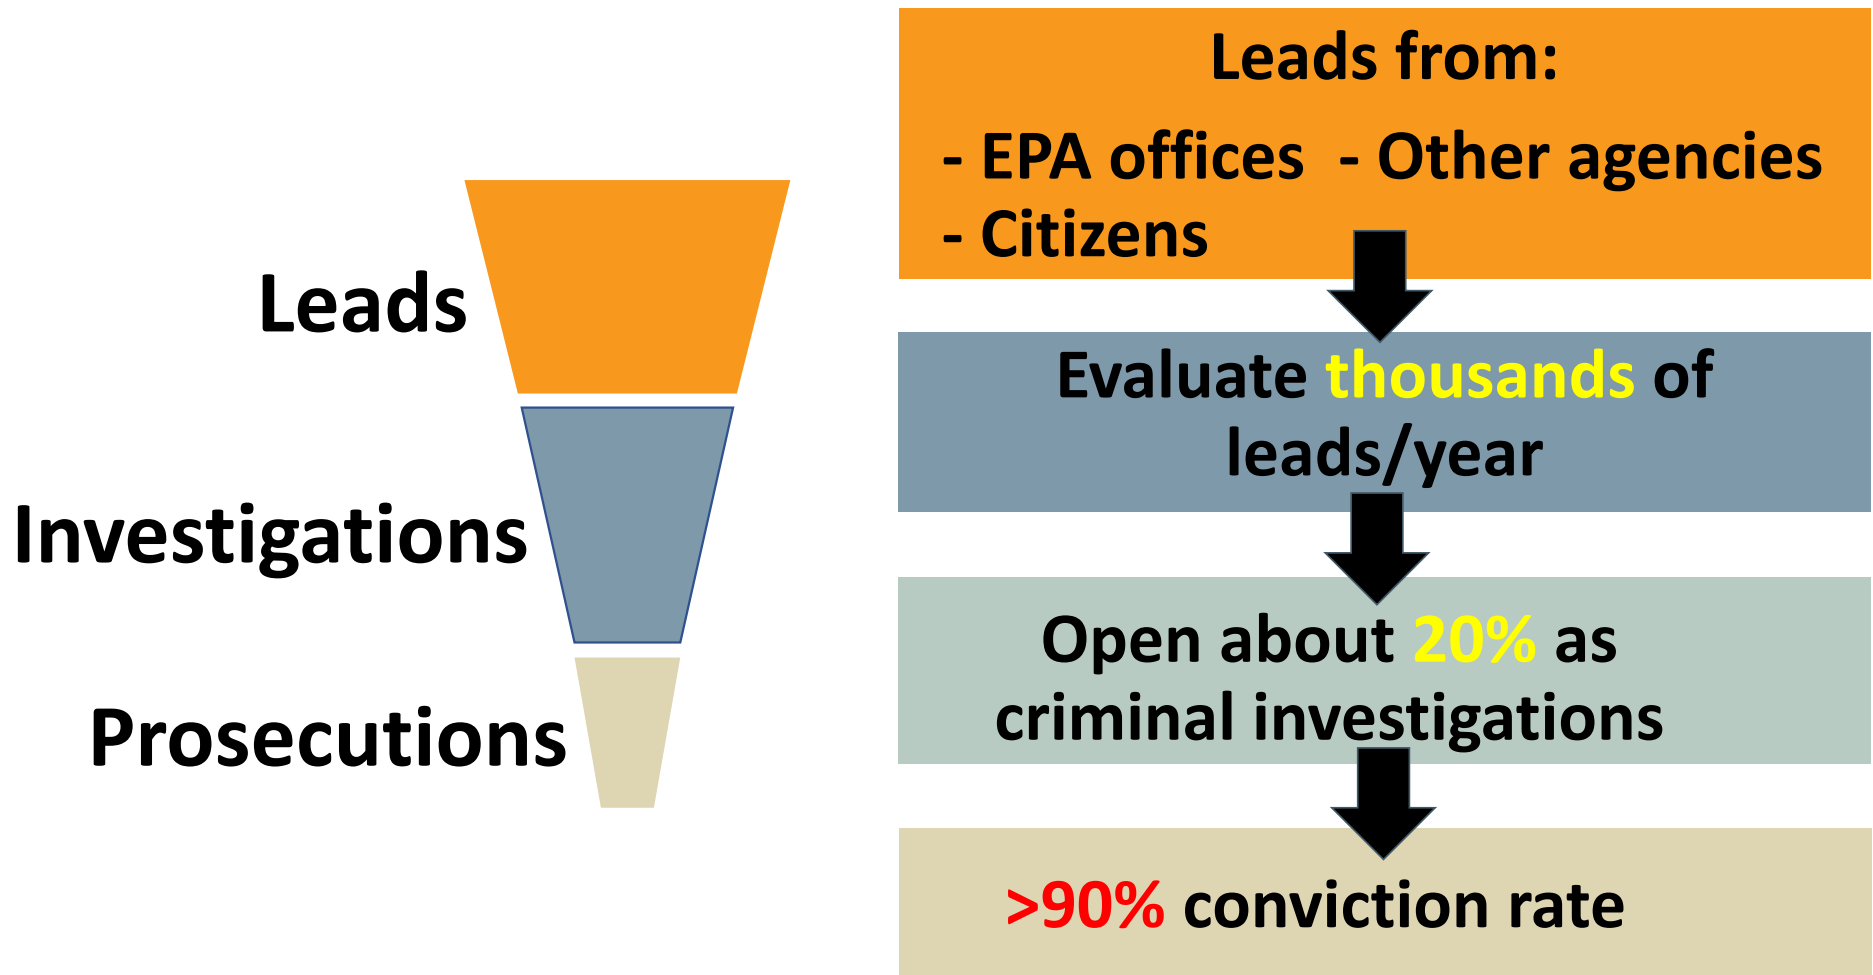 Leads
Investigations
Prosecutions
Leads from:
- EPA offices - Other agencies
- Citizens
Evaluate thousands of
leads/year
Open about 20% as
criminal investigations
>90% conviction rate